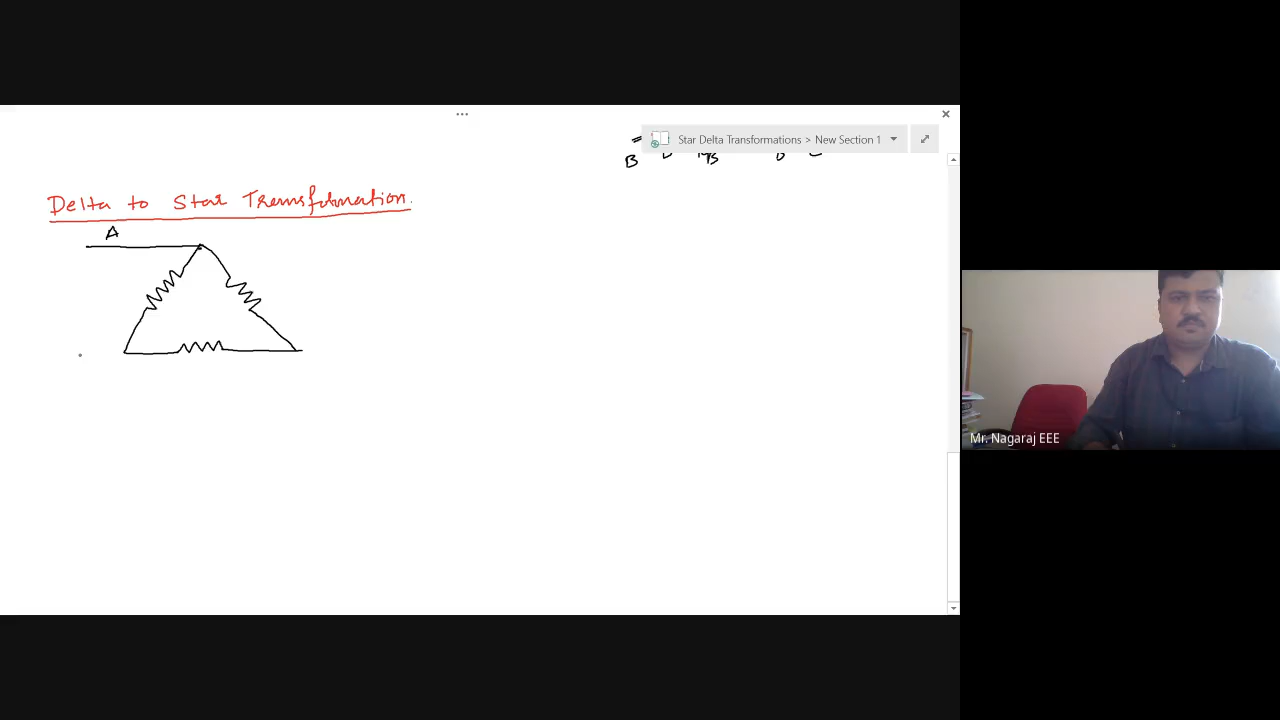 Star Delta Transformations > New Section 1
B
Delta to Star Transformation.
A
Mr. Nagaraj EEE